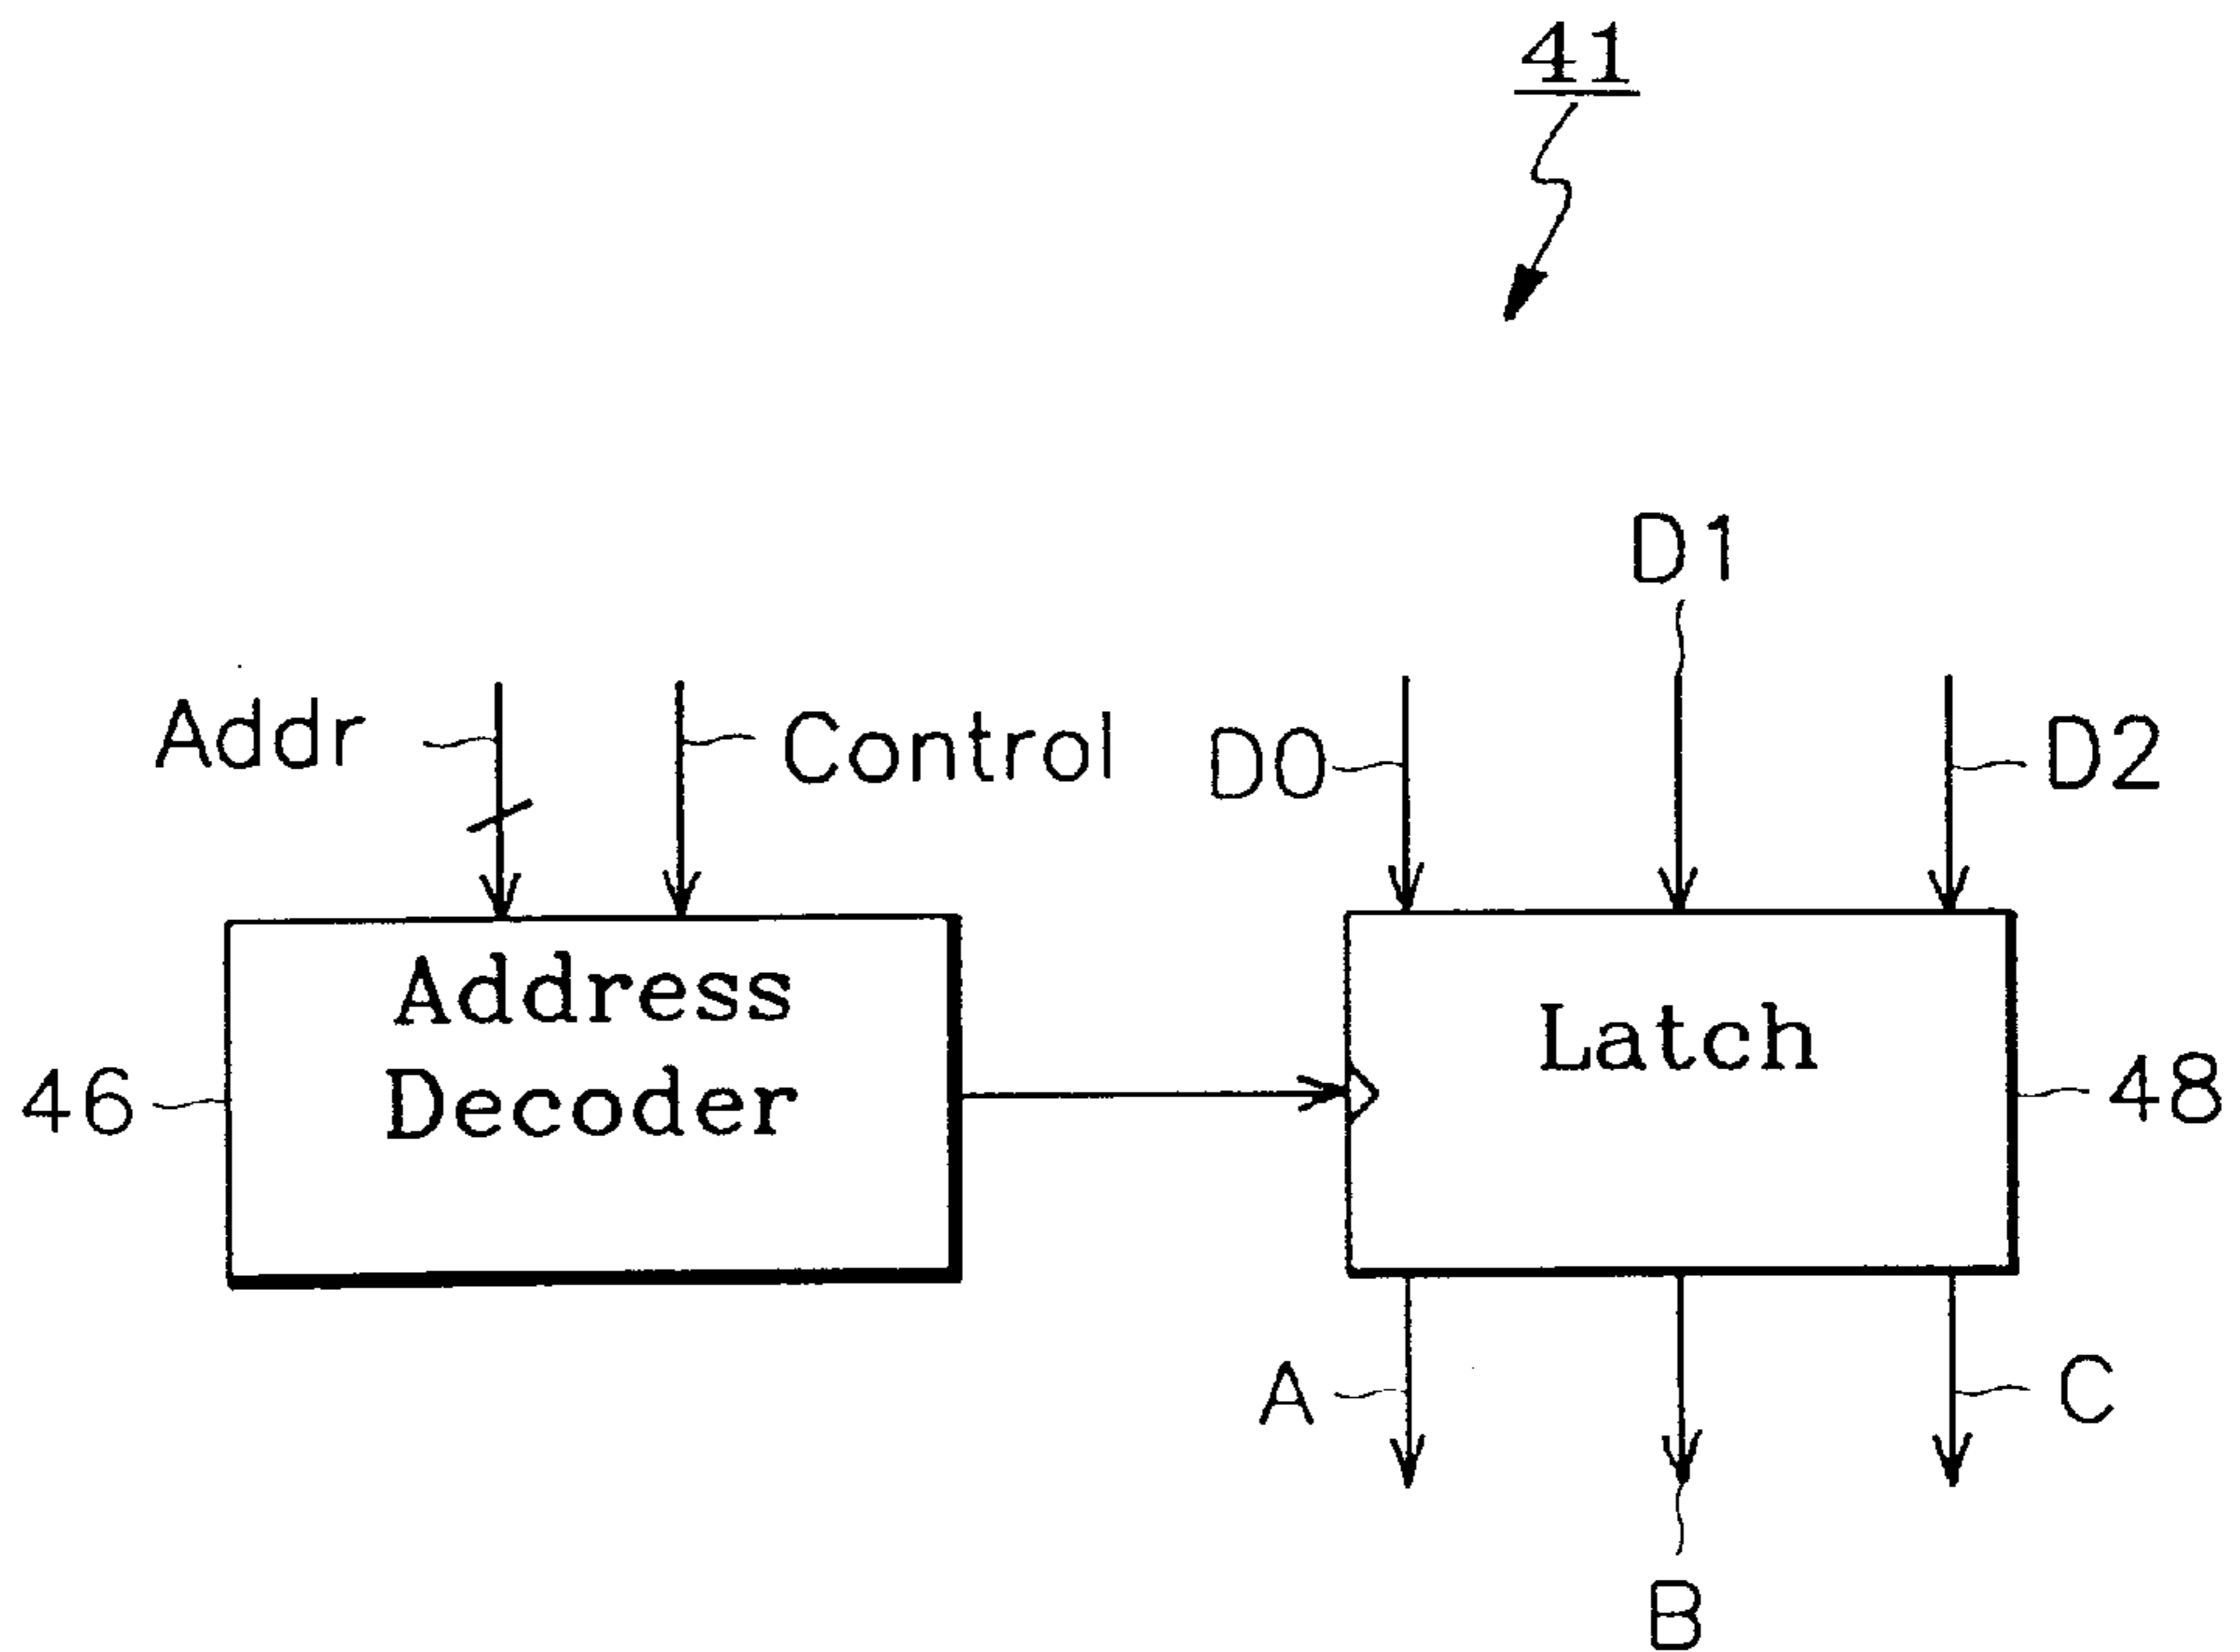 41
D1
Addr
Control
D0
D2
Address
Decoder
Latch
46
48
A
C
B